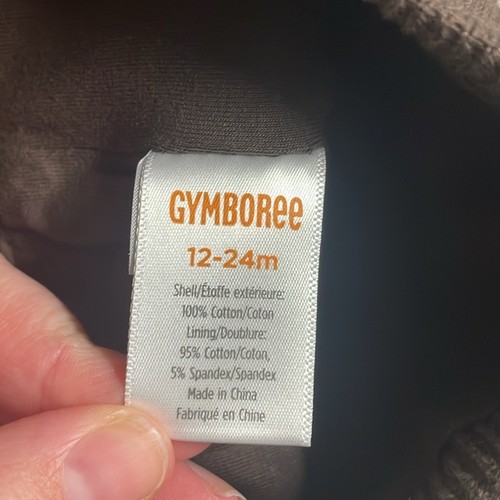 GYMBOREE
12-24m
Shell/Étoffe extérieure:
100% Cotton/Coton
Lining/Doublure:
95% Cotton/Coton,
5% Spandex/Spandex
Made in China
Fabriqué en Chine